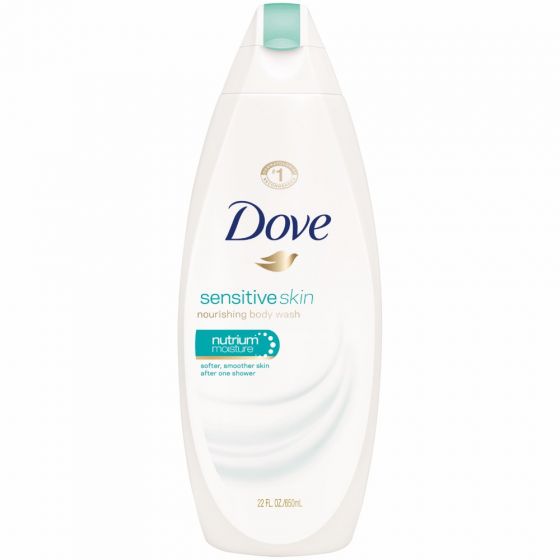 #1
Dove
sensitive skin
nourishing body wash
nutrium
moisture
softer, smoother skin
after one shower
22 FL. OZ/650mL